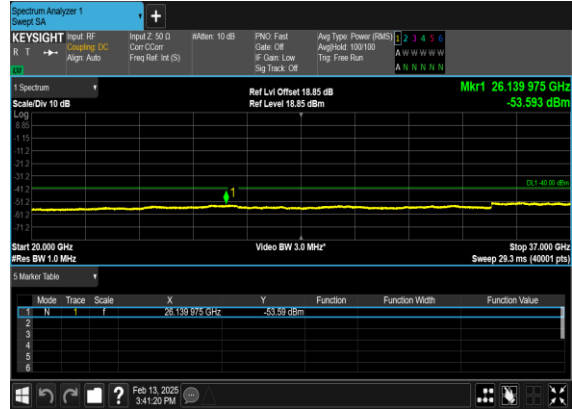 Spectrum Analyzer 1
Swept SA
KEYSIGHT
R T
Input: RF
Coupling: DC
Align: Auto
Input Z: 50 Ω
Corr CCorr
Freq Ref: Int (S)
#Atten: 10 dB
PNO: Fast
Gate: Off
IF Gain: Low
Sig Track: Off
Avg Type: Power (RMS)
Avg|Hold: 100/100
Trig: Free Run
1 2 3 4 5 6
A W W W W W
A N N N N N
1 Spectrum
Scale/Div 10 dB
Ref Lvl Offset 18.85 dB
Ref Level 18.85 dBm
Mkr1 26.139 975 GHz
-53.593 dBm
Log
8.85
-1.15
-11.2
-21.2
-31.2
-41.2
-51.2
-61.2
-71.2
DL1 -40.00 dBm
1
Start 20.000 GHz
#Res BW 1.0 MHz
Video BW 3.0 MHz*
Stop 37.000 GHz
Sweep 29.3 ms (40001 pts)
5 Marker Table
Mode Trace Scale X Y Function Function Width Function Value
1 N 1 f 26.139 975 GHz -53.59 dBm
2
3
4
5
6
?
Feb 13, 2025
3:41:20 PM